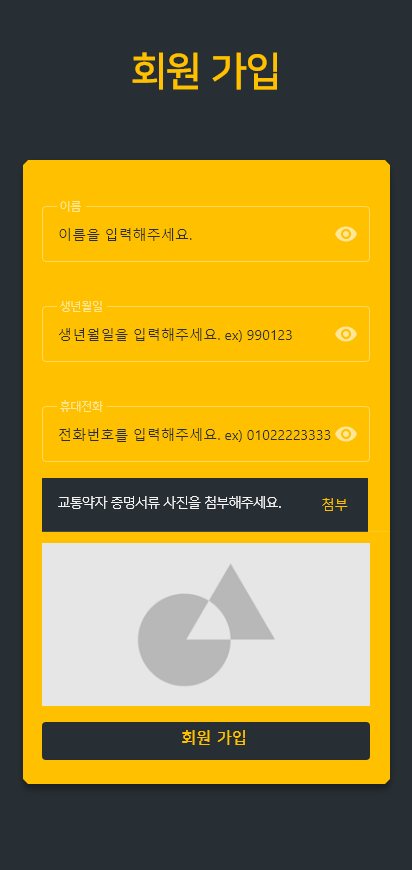 회원 가입
이름
이름을 입력해주세요.
생년월일
생년월일을 입력해주세요. ex) 990123
휴대전화
전화번호를 입력해주세요. ex) 01022223333
교통약자 증명서류 사진을 첨부해주세요. 첨부
회원 가입